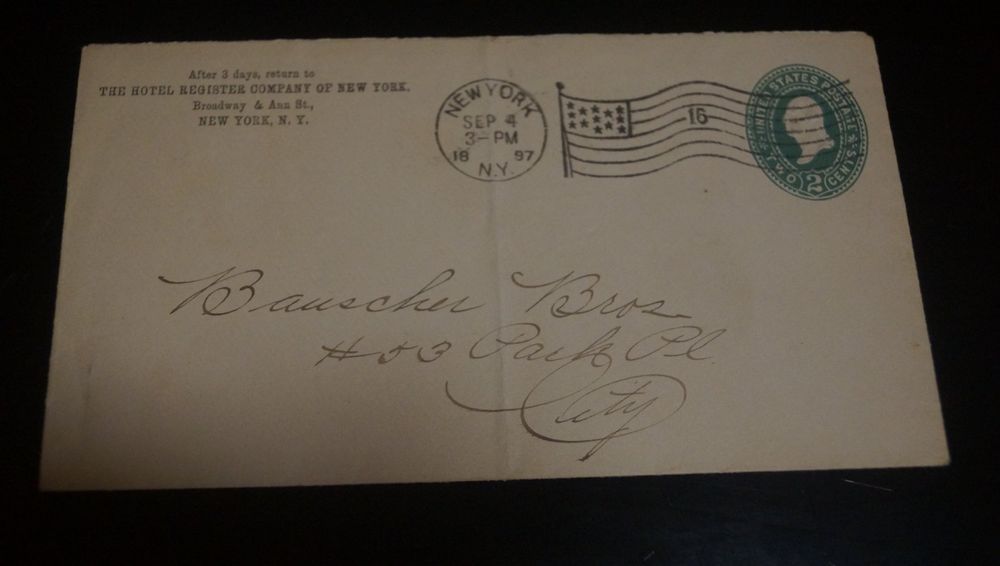 After 3 days, return to
THE HOTEL REGISTER COMPANY OF NEW YORK.
Broadway & Ann St.,
NEW YORK, N. Y.
NEW YORK
SEP 4
3-PM
18 97
N.Y.
16
UNITED STATES POSTAGE
TWO 2 CENTS
Bauscher Bros
#53 Park Pl.
City